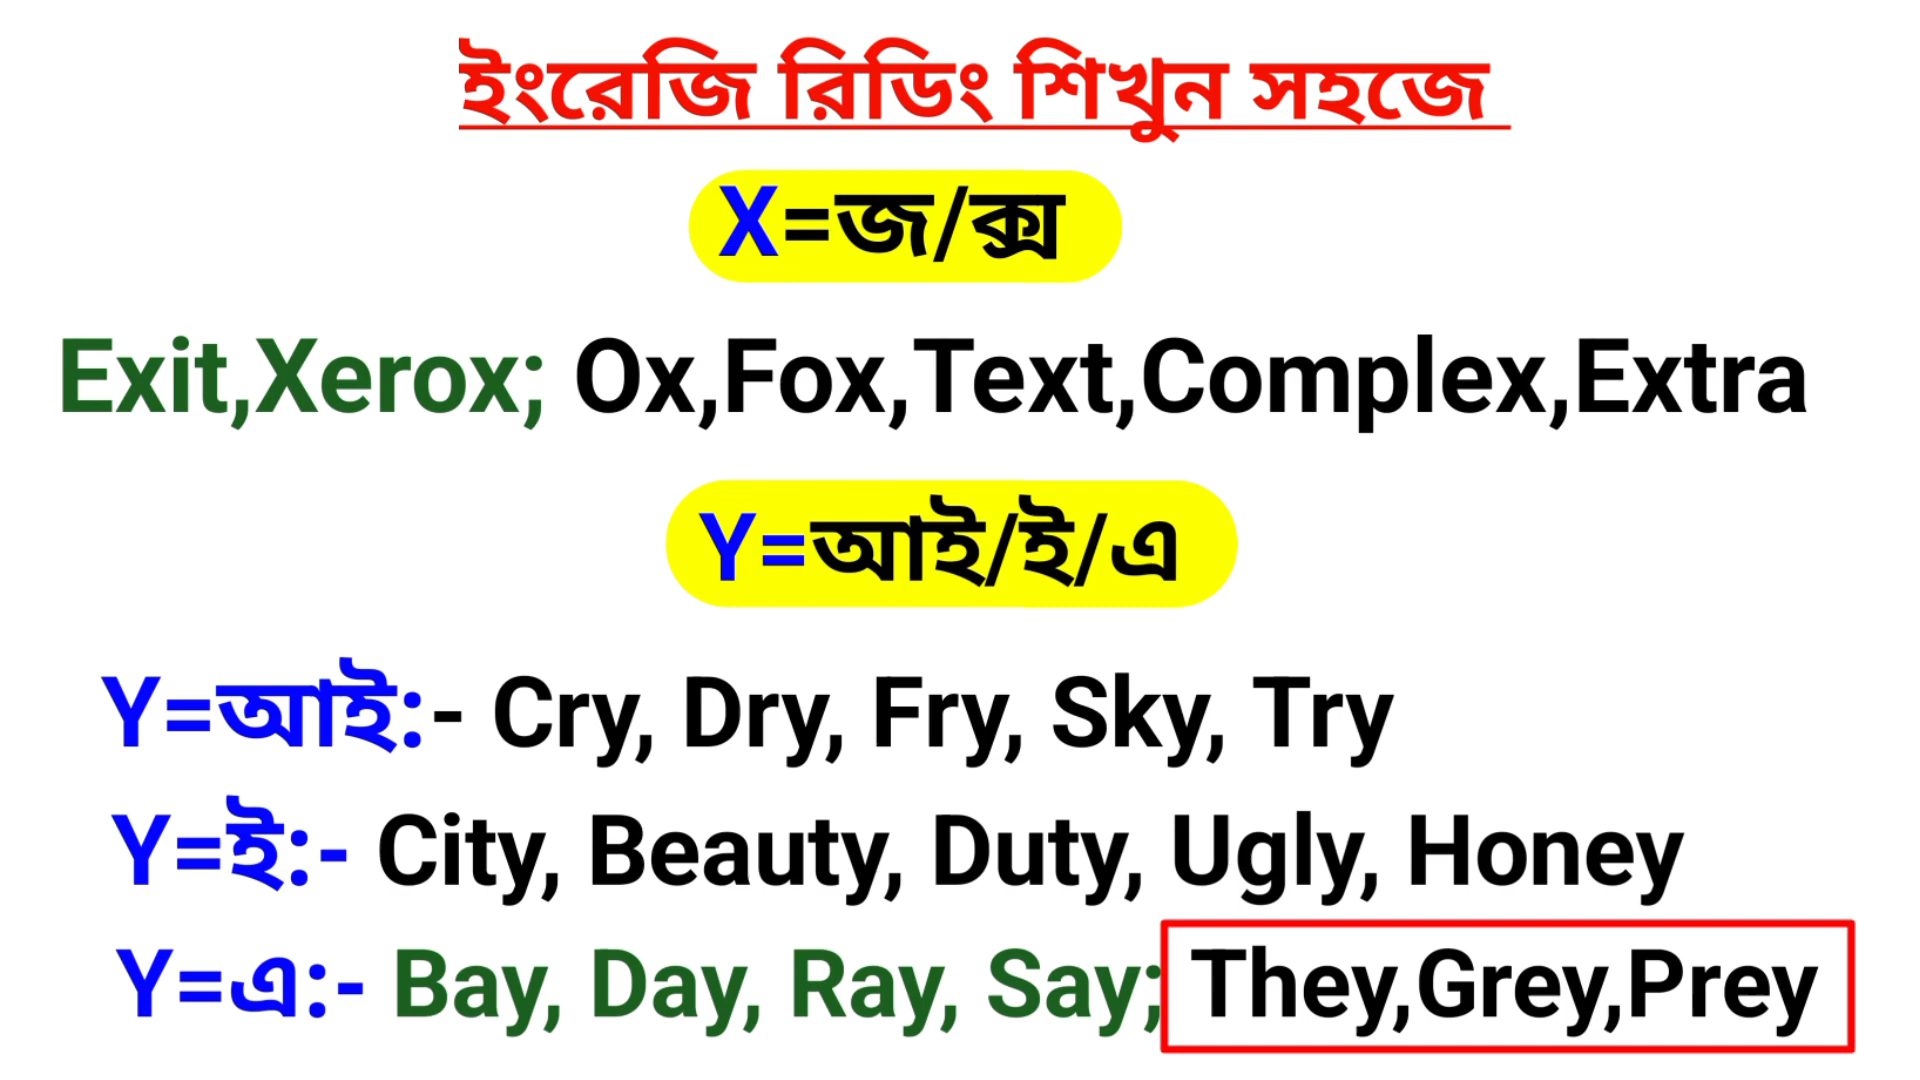 ইংরেজি রিডিং শিখুন সহজে
X=জ/ক্স
Exit,Xerox; Ox,Fox,Text,Complex,Extra
Y=আই/ই/এ
Y=আই:- Cry, Dry, Fry, Sky, Try
Y=ই:- City, Beauty, Duty, Ugly, Honey
Y=এ:- Bay, Day, Ray, Say; They,Grey,Prey